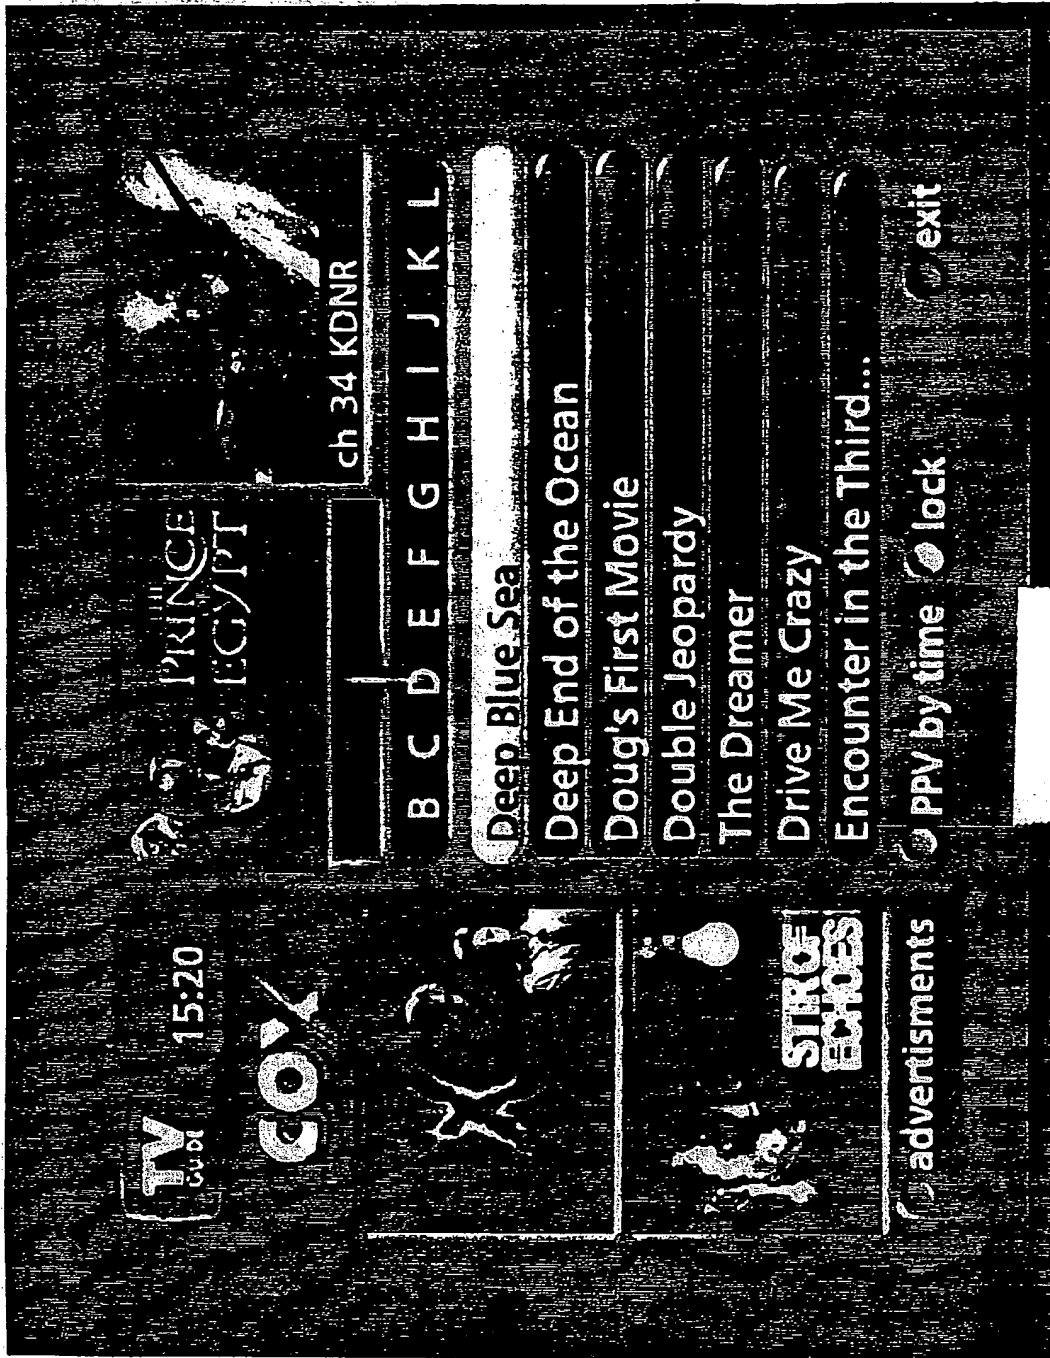 TV
GUIDE
15:20
COX
THE
PRINCE
EGYPT
ch 34 KDNR
B C D E F G H I J K L
Deep Blue Sea
Deep End of the Ocean
Doug's First Movie
Double Jeopardy
The Dreamer
Drive Me Crazy
Encounter in the Third...
STIR OF
ECHOES
advertisments
PPV by time
lock
exit